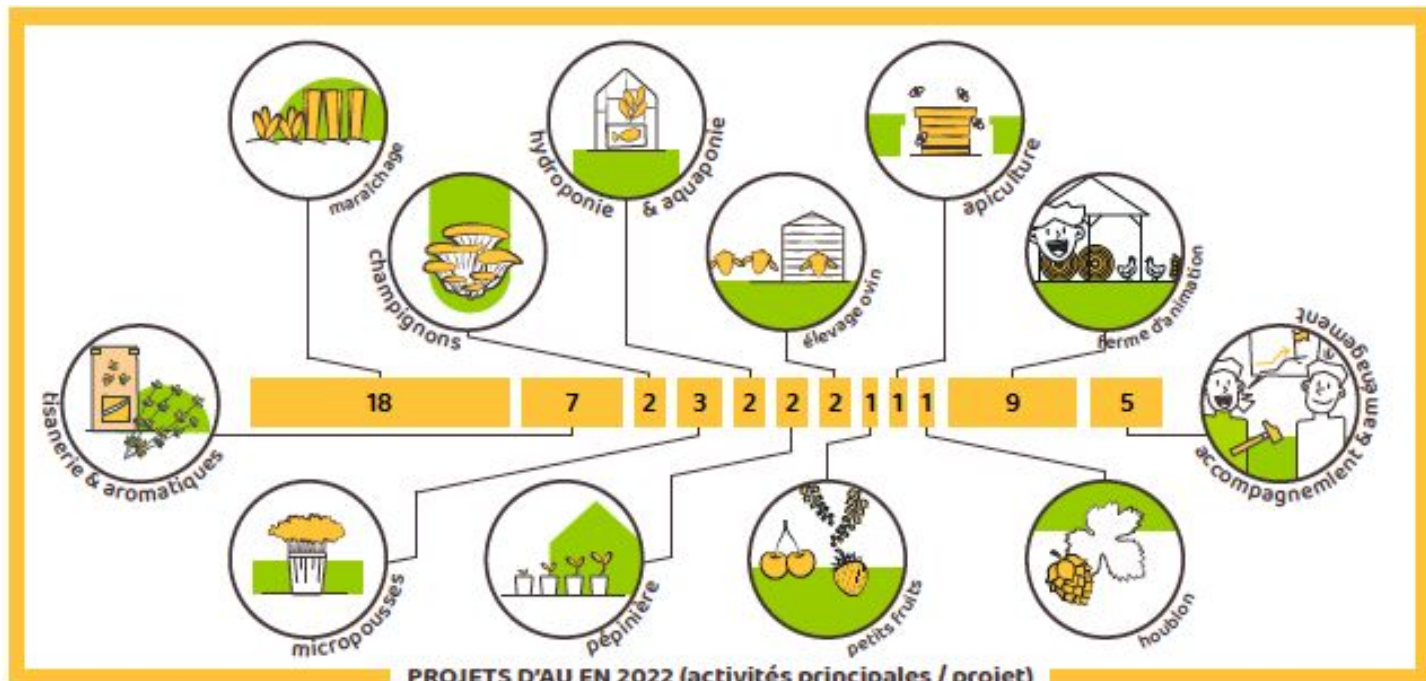 maraîchage
hydroponie & aquaponie
apiculture
champignons
élevage ovin
ferme d'animation
tisanerie & aromatiques
accompagnemient & aménagement
18 7 2 3 2 2 2 1 1 1 9 5
micropousses
pépinière
petits fruits
houblon
PROJETS D'AU EN 2022 (activités principales / projet)